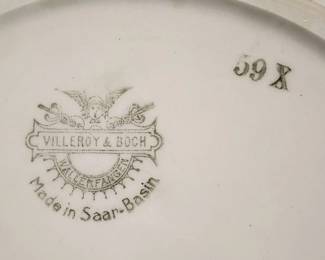 59 X
VILLEROY & BOCH
WALLERFANGEN
Made in Saar-Basin